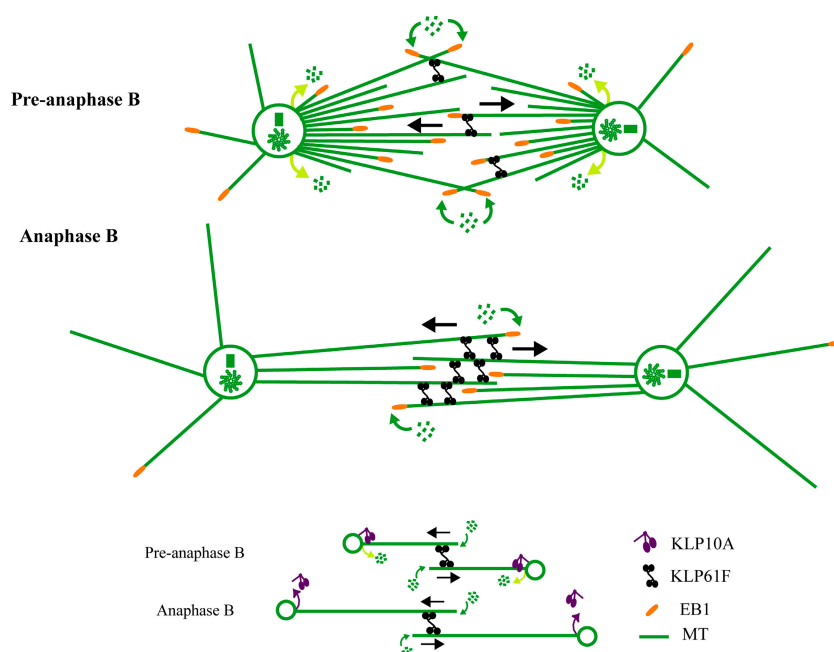 Pre-anaphase B
Anaphase B
Pre-anaphase B
Anaphase B
KLP10A
KLP61F
EB1
MT